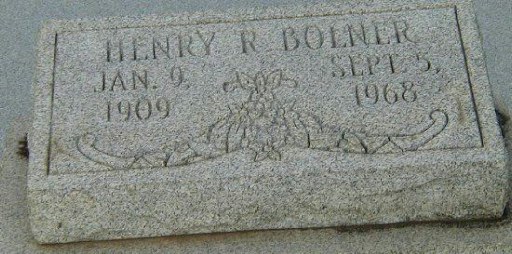 HENRY R BOLNER
JAN. 9, SEPT. 5,
1909 1968